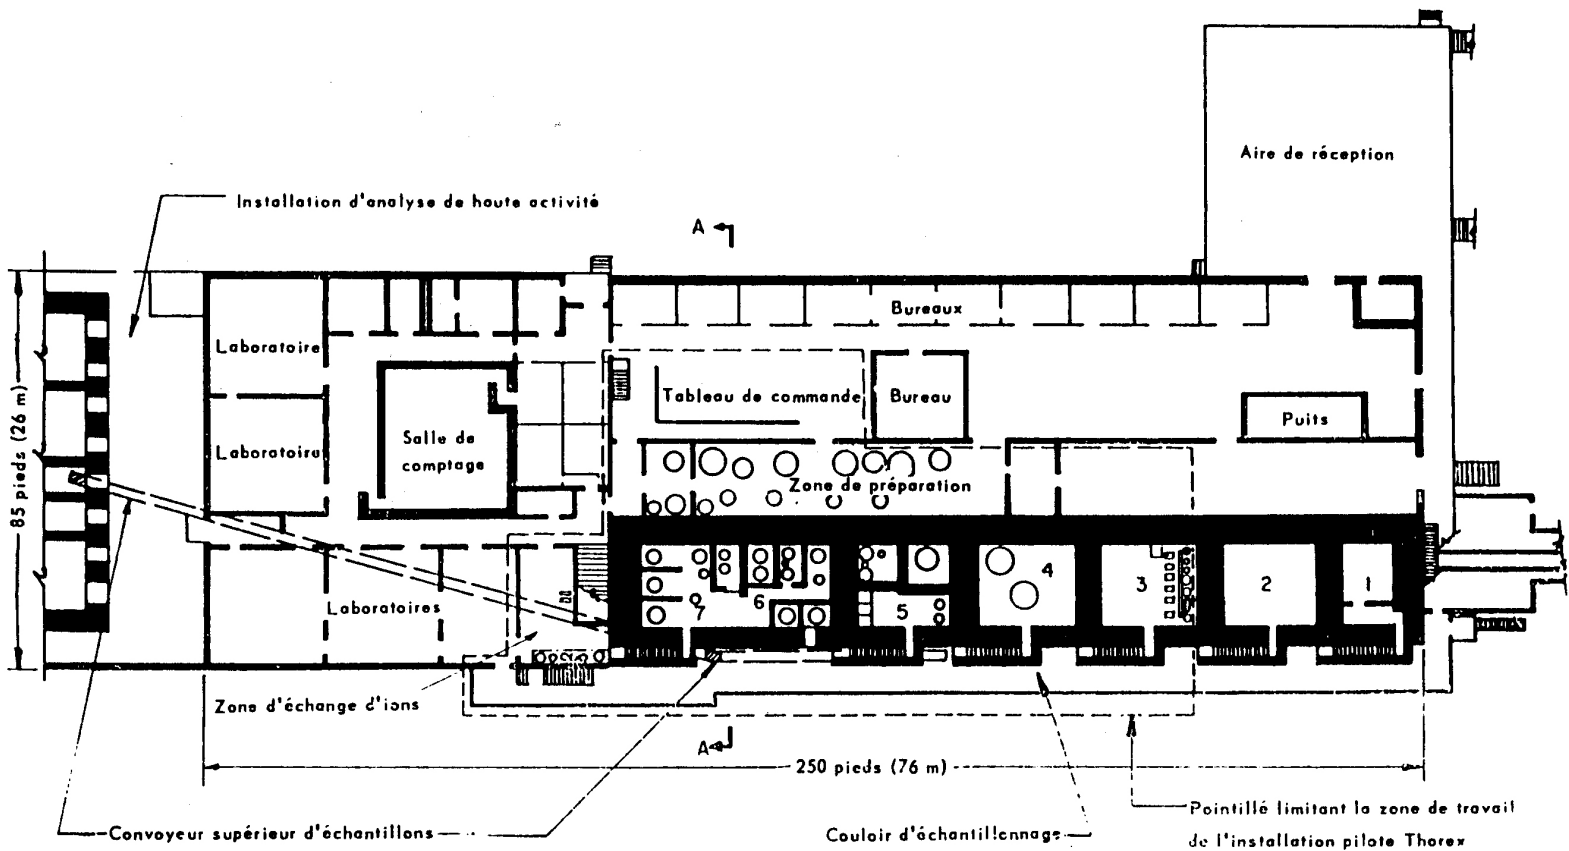 Aire de réception
Installation d'analyse de haute activité
A
Bureaux
Laboratoire
Tableau de commande
Bureau
Puits
85 pieds (26 m)
Salle de
comptage
Laboratoire
Zone de préparation
7
6
5
4
3
2
1
Laboratoires
Zone d'échange d'ions
A
250 pieds (76 m)
Convoyeur supérieur d'échantillons
Couloir d'échantillonnage
Pointillé limitant la zone de travail
de l'installation pilote Thorex